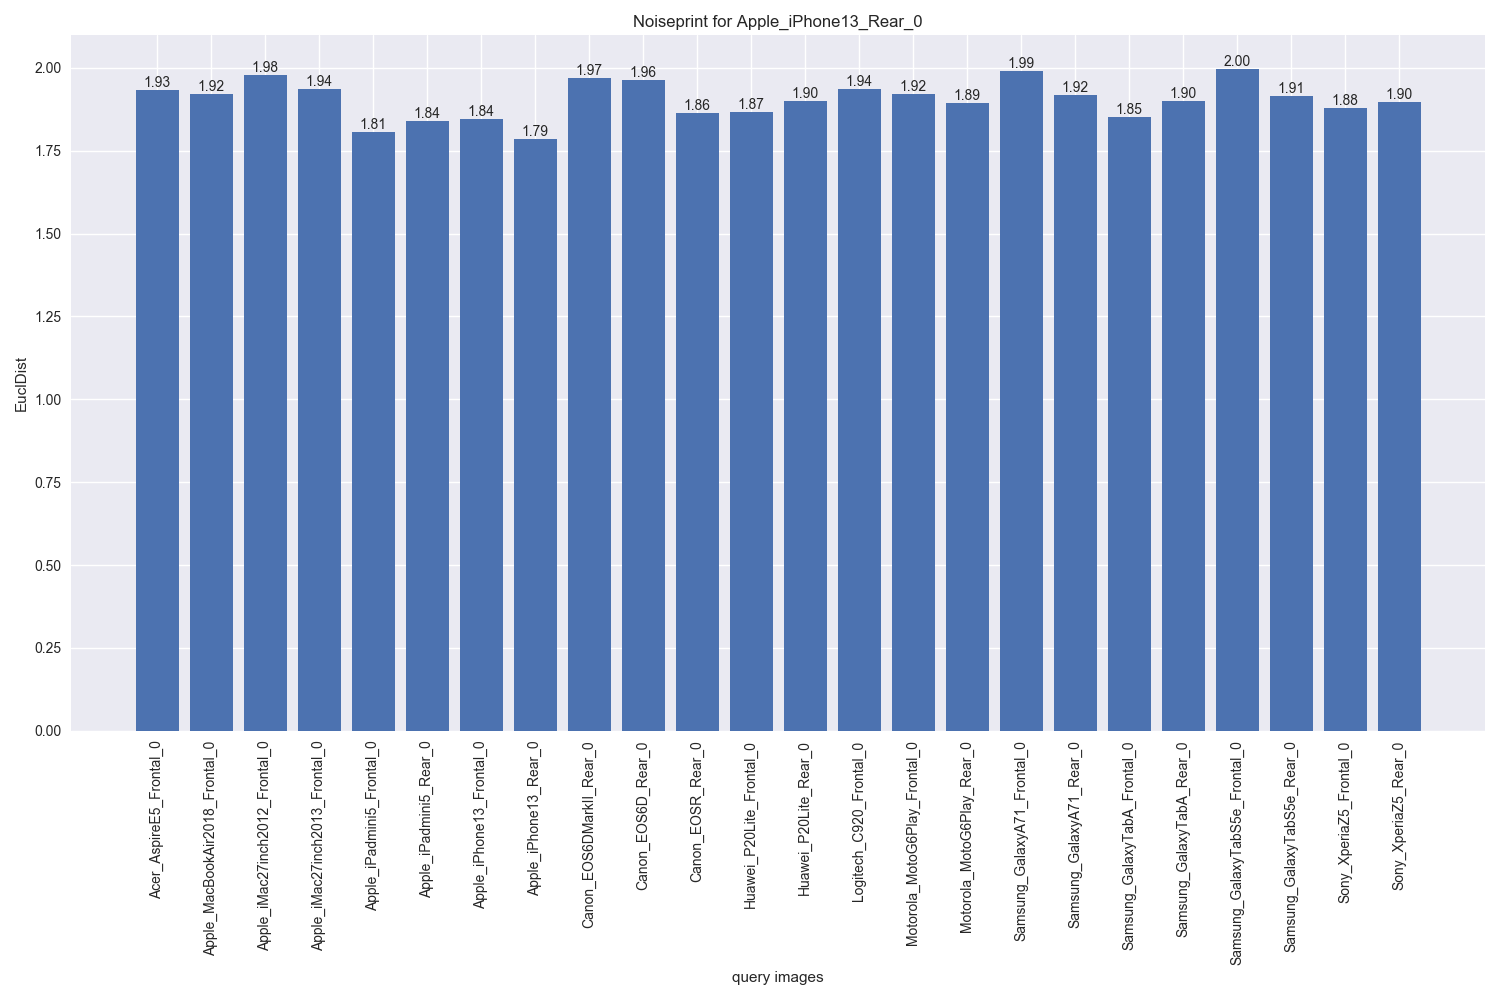 Noiseprint for Apple_iPhone13_Rear_0
EuclDist
2.00
1.75
1.50
1.25
1.00
0.75
0.50
0.25
0.00
1.93
1.92
1.98
1.94
1.81
1.84
1.84
1.79
1.97
1.96
1.86
1.87
1.90
1.94
1.92
1.89
1.99
1.92
1.85
1.90
2.00
1.91
1.88
1.90
Acer_AspireE5_Frontal_0
Apple_MacBookAir2018_Frontal_0
Apple_iMac27inch2012_Frontal_0
Apple_iMac27inch2013_Frontal_0
Apple_iPadmini5_Frontal_0
Apple_iPadmini5_Rear_0
Apple_iPhone13_Frontal_0
Apple_iPhone13_Rear_0
Canon_EOS6DMarkII_Rear_0
Canon_EOS6D_Rear_0
Canon_EOSR_Rear_0
Huawei_P20Lite_Frontal_0
Huawei_P20Lite_Rear_0
Logitech_C920_Frontal_0
Motorola_MotoG6Play_Frontal_0
Motorola_MotoG6Play_Rear_0
Samsung_GalaxyA71_Frontal_0
Samsung_GalaxyA71_Rear_0
Samsung_GalaxyTabA_Frontal_0
Samsung_GalaxyTabA_Rear_0
Samsung_GalaxyTabS5e_Frontal_0
Samsung_GalaxyTabS5e_Rear_0
Sony_XperiaZ5_Frontal_0
Sony_XperiaZ5_Rear_0
query images